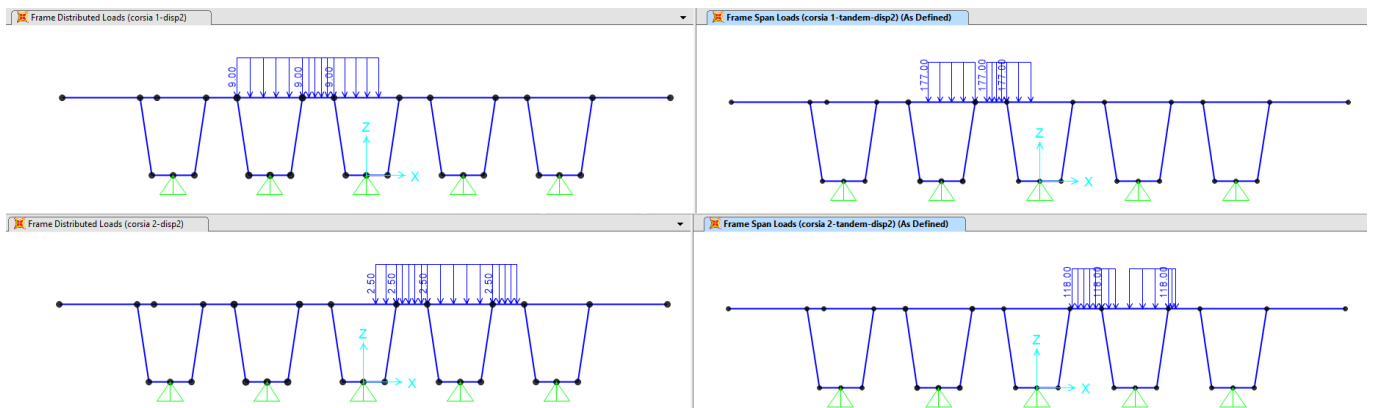 Frame Distributed Loads (corsia 1-disp2)
9.00 9.00 9.00
Z
X
Frame Span Loads (corsia 1-tandem-disp2) (As Defined)
177.00 177.00 177.00
Z
X
Frame Distributed Loads (corsia 2-disp2)
2.50 2.50 2.50 2.50
Z
X
Frame Span Loads (corsia 2-tandem-disp2) (As Defined)
118.00 118.00 118.00
Z
X